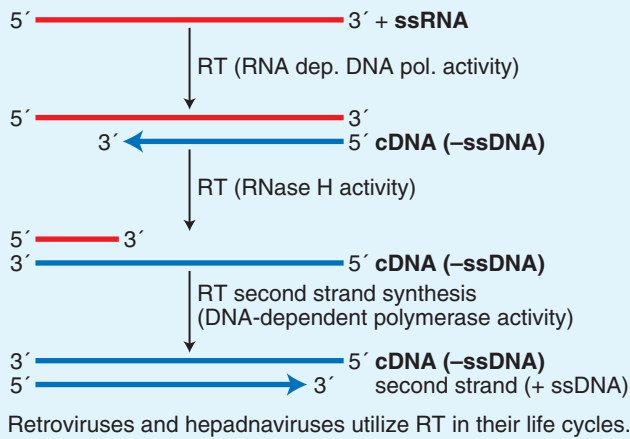 5´ 3´ + ssRNA
RT (RNA dep. DNA pol. activity)
5´ 3´
3´ 5´ cDNA (–ssDNA)
RT (RNase H activity)
5´ 3´
3´ 5´ cDNA (–ssDNA)
RT second strand synthesis
(DNA-dependent polymerase activity)
3´ 5´ cDNA (–ssDNA)
5´ 3´ second strand (+ ssDNA)
Retroviruses and hepadnaviruses utilize RT in their life cycles.